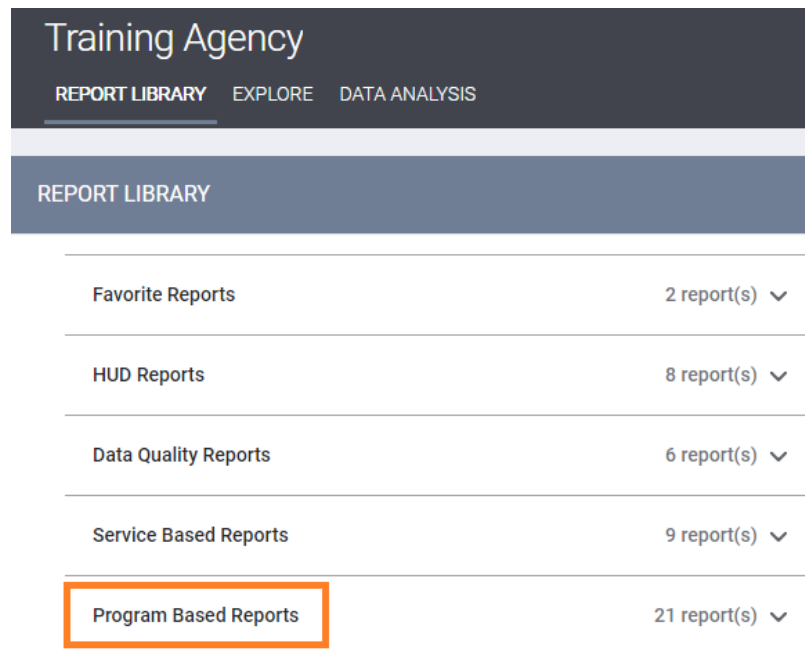 Training Agency
REPORT LIBRARY EXPLORE DATA ANALYSIS
REPORT LIBRARY
Favorite Reports 2 report(s)
HUD Reports 8 report(s)
Data Quality Reports 6 report(s)
Service Based Reports 9 report(s)
Program Based Reports 21 report(s)